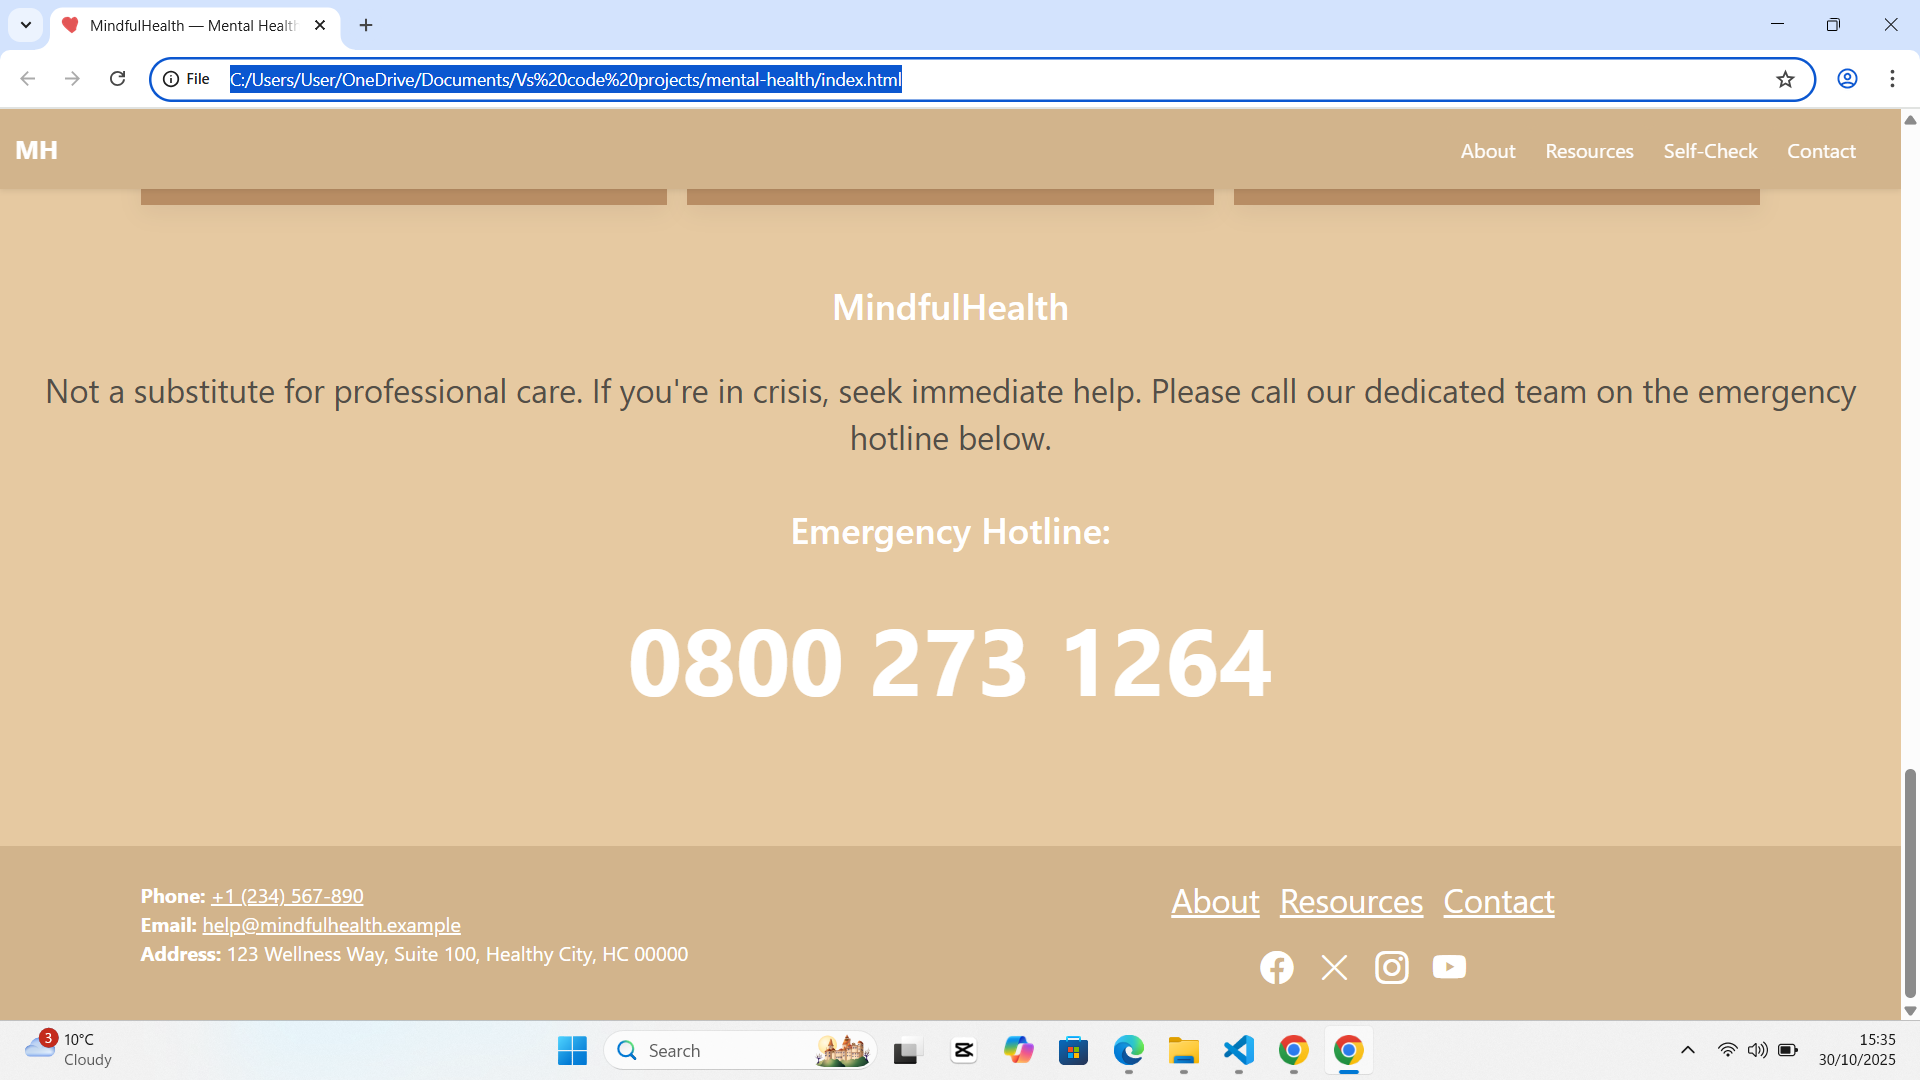 MindfulHealth — Mental Healt
File C:/Users/User/OneDrive/Documents/Vs%20code%20projects/mental-health/index.html
MH
About Resources Self-Check Contact
MindfulHealth
Not a substitute for professional care. If you're in crisis, seek immediate help. Please call our dedicated team on the emergency
hotline below.
Emergency Hotline:
0800 273 1264
Phone: +1 (234) 567-890
Email: help@mindfulhealth.example
Address: 123 Wellness Way, Suite 100, Healthy City, HC 00000
About Resources Contact
3
10°C
Cloudy
Search
15:35
30/10/2025